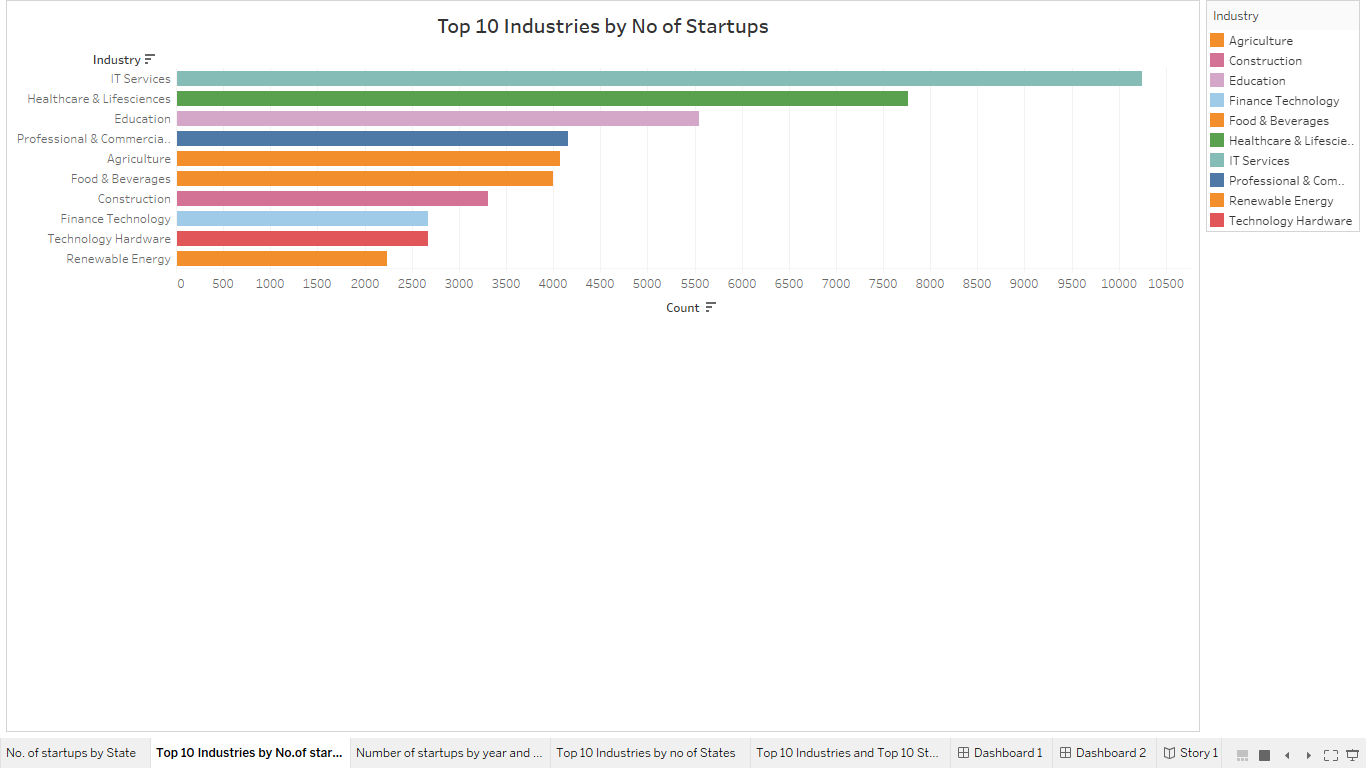 Top 10 Industries by No of Startups
Industry
IT Services
Healthcare & Lifesciences
Education
Professional & Commercia..
Agriculture
Food & Beverages
Construction
Finance Technology
Technology Hardware
Renewable Energy
0 500 1000 1500 2000 2500 3000 3500 4000 4500 5000 5500 6000 6500 7000 7500 8000 8500 9000 9500 10000 10500
Count
Industry
Agriculture
Construction
Education
Finance Technology
Food & Beverages
Healthcare & Lifescie..
IT Services
Professional & Com..
Renewable Energy
Technology Hardware
No. of startups by State Top 10 Industries by No.of star... Number of startups by year and ... Top 10 Industries by no of States Top 10 Industries and Top 10 St... Dashboard 1 Dashboard 2 Story 1